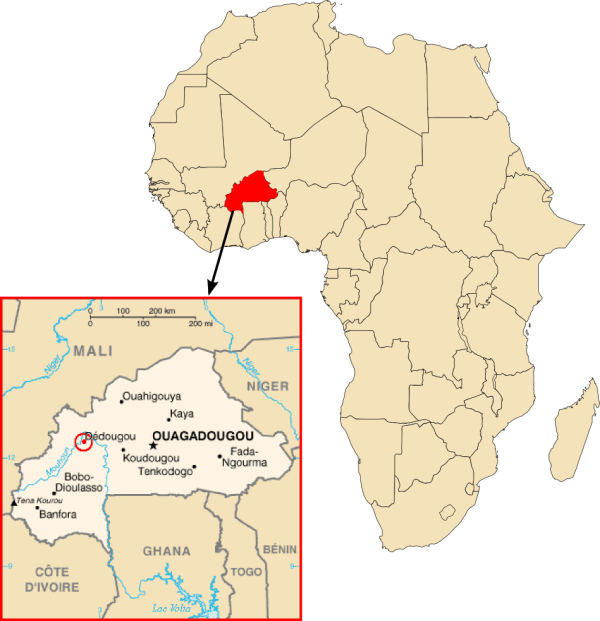 0 100 200 km
0 100 200 mi
3
15
15
MALI
Niger
Niger
NIGER
Ouahigouya
Kaya
Dédougou
OUAGADOUGOU
12
12
Mouhoun
Koudougou
Fada-
Ngourma
Tenkodogo
Bobo-
Dioulasso
Tena Kourou
Banfora
GHANA
BÉNIN
TOGO
9
9
CÔTE
D'IVOIRE
Lac Volta
3